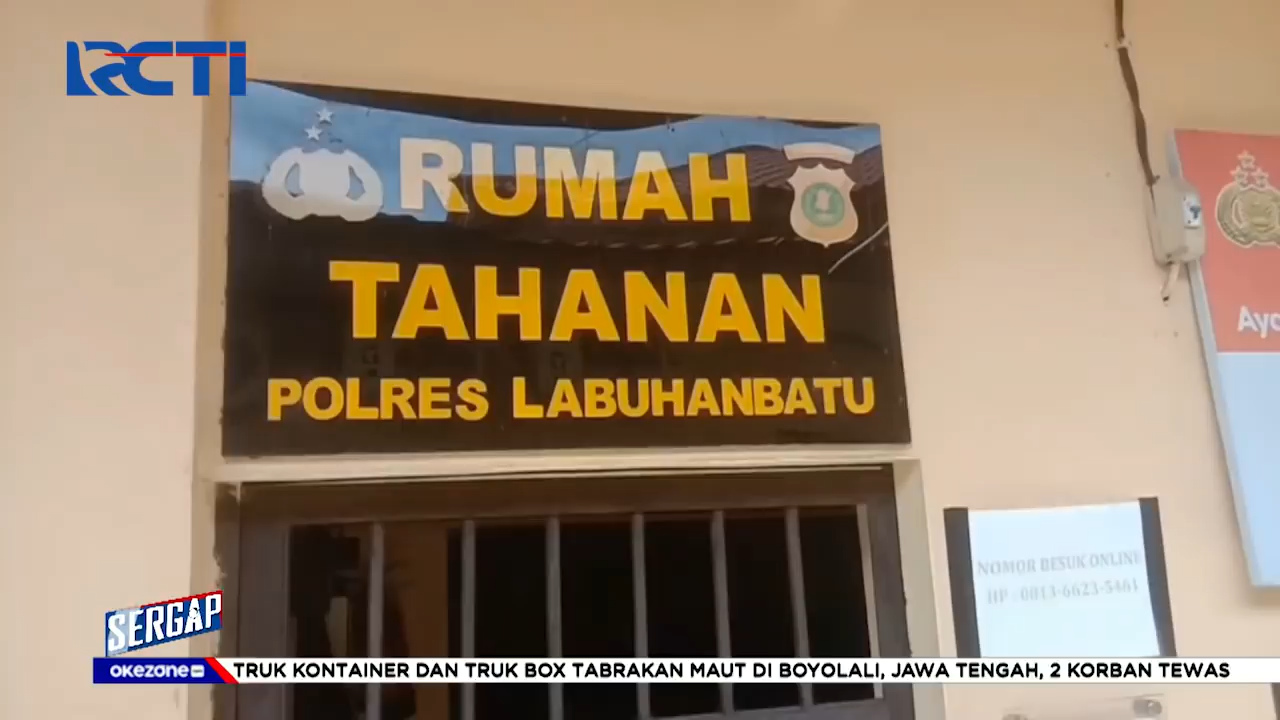 RCTI
RUMAH
TAHANAN
POLRES LABUHANBATU
Ayo
NOMOR BESUK ONLINE
HP : 0813-6623-5461
SERGAP
okezone
TRUK KONTAINER DAN TRUK BOX TABRAKAN MAUT DI BOYOLALI, JAWA TENGAH, 2 KORBAN TEWAS